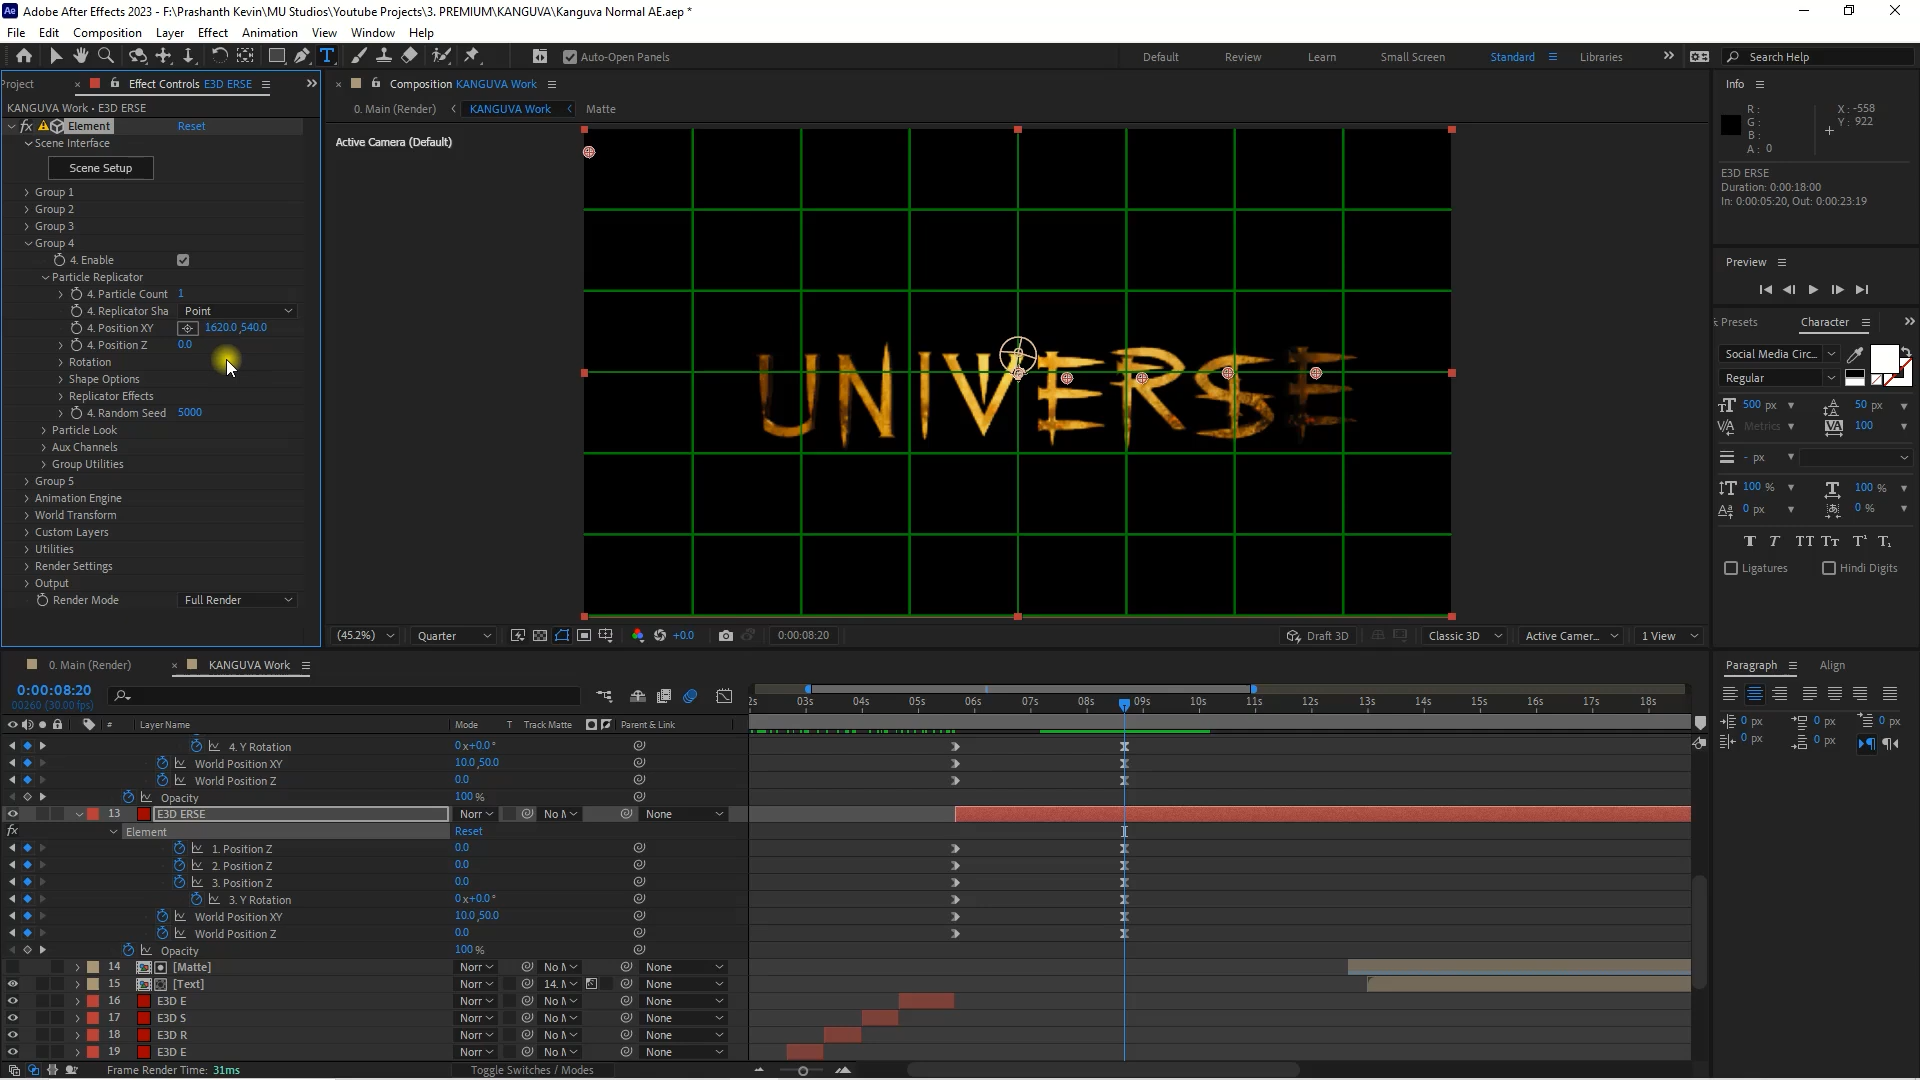 Adobe After Effects 2023 - F:\Prashanth Kevin\MU Studios\Youtube Projects\3. PREMIUM\KANGUVA\Kanguva Normal AE.aep *
File Edit Composition Layer Effect Animation View Window Help
Auto-Open Panels
Default Review Learn Small Screen Standard Libraries
Search Help
Project
Effect Controls E3D ERSE
KANGUVA Work • E3D ERSE
Element Reset
Scene Interface
Scene Setup
Group 1
Group 2
Group 3
Group 4
4. Enable
Particle Replicator
4. Particle Count 1
4. Replicator Sha Point
4. Position XY 1620.0,540.0
4. Position Z 0.0
Rotation
Shape Options
Replicator Effects
4. Random Seed 5000
Particle Look
Aux Channels
Group Utilities
Group 5
Animation Engine
World Transform
Custom Layers
Utilities
Render Settings
Output
Render Mode Full Render
Composition KANGUVA Work
0. Main (Render) KANGUVA Work Matte
Active Camera (Default)
UNIVERSE
(45.2%) Quarter +0.0 0:00:08:20 Draft 3D Classic 3D Active Camer... 1 View
Info
R:
G:
B:
A: 0
X: -558
Y: 922
E3D ERSE
Duration: 0:00:18:00
In: 0:00:05:20, Out: 0:00:23:19
Preview
Presets Character
Social Media Circ...
Regular
500 px 50 px
Metrics 100
- px
100 % 100 %
0 px 0 %
T T TT Tt T¹ T₁
Ligatures Hindi Digits
Paragraph Align
0 px 0 px 0 px
0 px 0 px
0. Main (Render) KANGUVA Work
0:00:08:20
00260 (30.00 fps)
2s 03s 04s 05s 06s 07s 08s 09s 10s 11s 12s 13s 14s 15s 16s 17s 18s
# Layer Name Mode T Track Matte Parent & Link
4. Y Rotation 0x+0.0°
World Position XY 10.0,50.0
World Position Z 0.0
Opacity 100 %
13 E3D ERSE Norr No M None
fx Element Reset
1. Position Z 0.0
2. Position Z 0.0
3. Position Z 0.0
3. Y Rotation 0x+0.0°
World Position XY 10.0,50.0
World Position Z 0.0
Opacity 100 %
14 [Matte] Norr No M None
15 [Text] Norr 14. M None
16 E3D E Norr No M None
17 E3D S Norr No M None
18 E3D R Norr No M None
19 E3D E Norr No M None
Frame Render Time: 31ms Toggle Switches / Modes